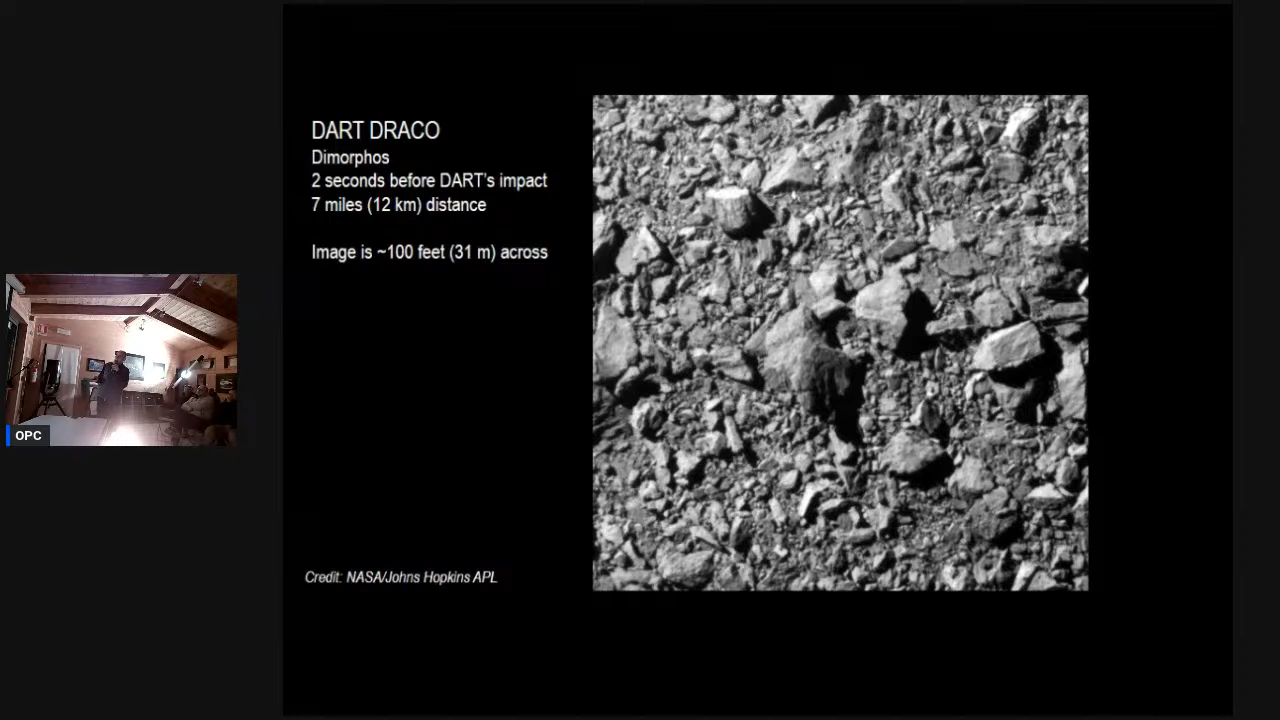 DART DRACO
Dimorphos
2 seconds before DART's impact
7 miles (12 km) distance
Image is ~100 feet (31 m) across
Credit: NASA/Johns Hopkins APL
OPC